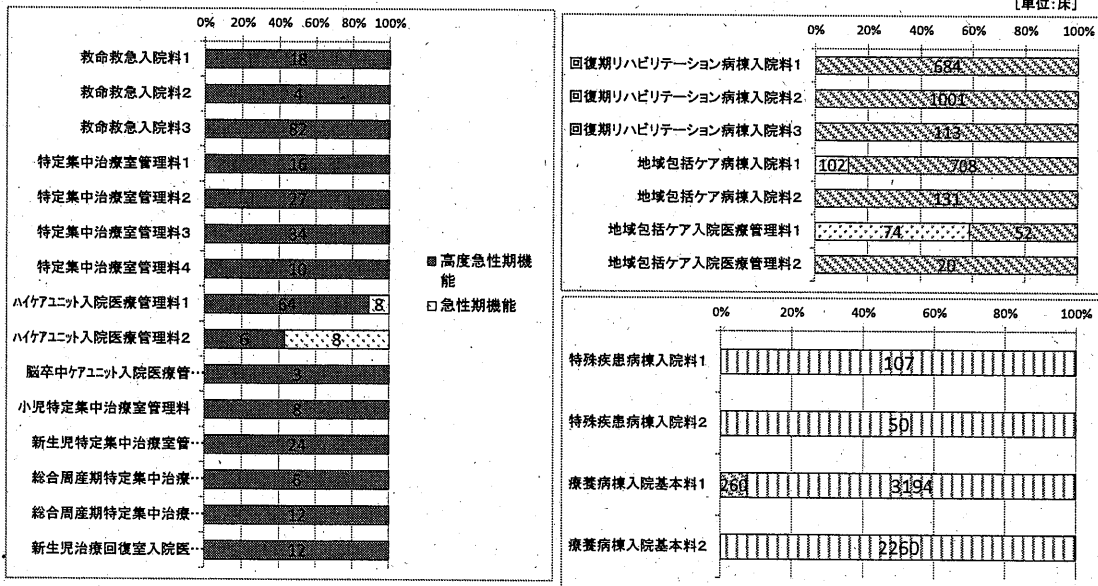 [単位:床]
0% 20% 40% 60% 80% 100%
救命救急入院料1 18
救命救急入院料2 4
救命救急入院料3 82
特定集中治療室管理料1 16
特定集中治療室管理料2 27
特定集中治療室管理料3 34
特定集中治療室管理料4 10
ハイケアユニット入院医療管理料1 64 8
ハイケアユニット入院医療管理料2 6 8
脳卒中ケアユニット入院医療管… 3
小児特定集中治療室管理料 8
新生児特定集中治療室管… 24
総合周産期特定集中治療… 6
総合周産期特定集中治療… 12
新生児治療回復室入院医… 12
高度急性期機
能
急性期機能
0% 20% 40% 60% 80% 100%
回復期リハビリテーション病棟入院料1 684
回復期リハビリテーション病棟入院料2 1001
回復期リハビリテーション病棟入院料3 113
地域包括ケア病棟入院料1 102 708
地域包括ケア病棟入院料2 131
地域包括ケア入院医療管理料1 74 52
地域包括ケア入院医療管理料2 20
0% 20% 40% 60% 80% 100%
特殊疾患病棟入院料1 107
特殊疾患病棟入院料2 50
療養病棟入院基本料1 260 3194
療養病棟入院基本料2 2260